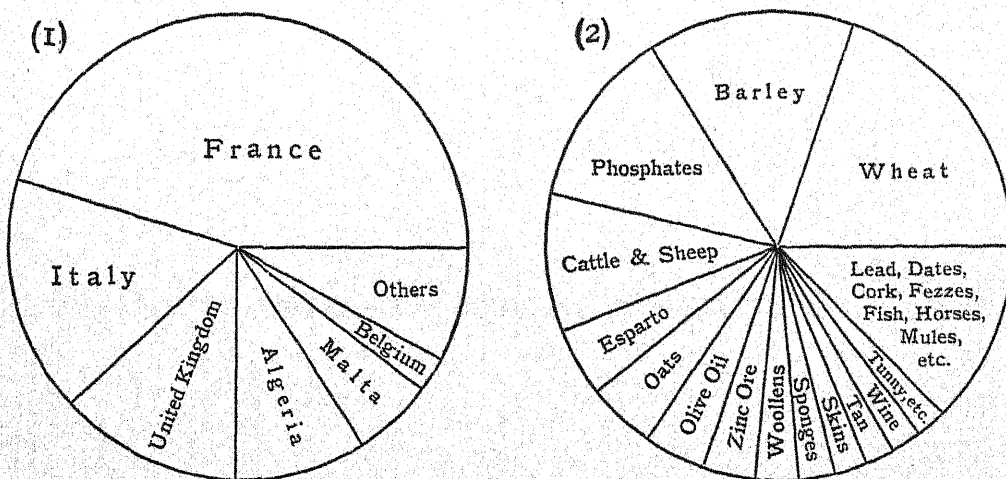 (1)
France
Italy
United Kingdom
Algeria
Malta
Belgium
Others
(2)
Barley
Wheat
Phosphates
Cattle & Sheep
Esparto
Oats
Olive Oil
Zinc Ore
Woollens
Sponges
Skins
Tan
Wine
Tunny, etc.
Lead, Dates,
Cork, Fezzes,
Fish, Horses,
Mules,
etc.